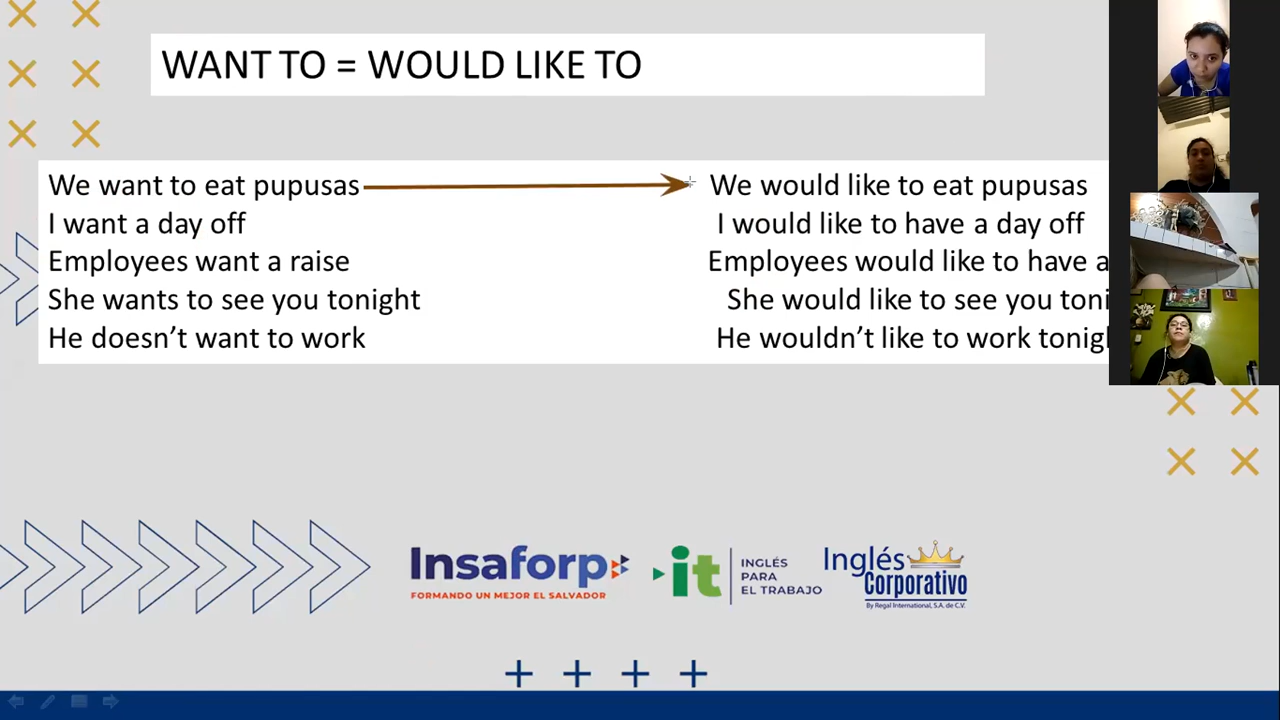 WANT TO = WOULD LIKE TO
We want to eat pupusas
I want a day off
Employees want a raise
She wants to see you tonight
He doesn't want to work
We would like to eat pupusas
I would like to have a day off
Employees would like to have a
She would like to see you toni
He wouldn't like to work tonig
Insaforp
FORMANDO UN MEJOR EL SALVADOR
it
INGLÉS
PARA
EL TRABAJO
Inglés
Corporativo
By Regal International, S.A. de C.V.